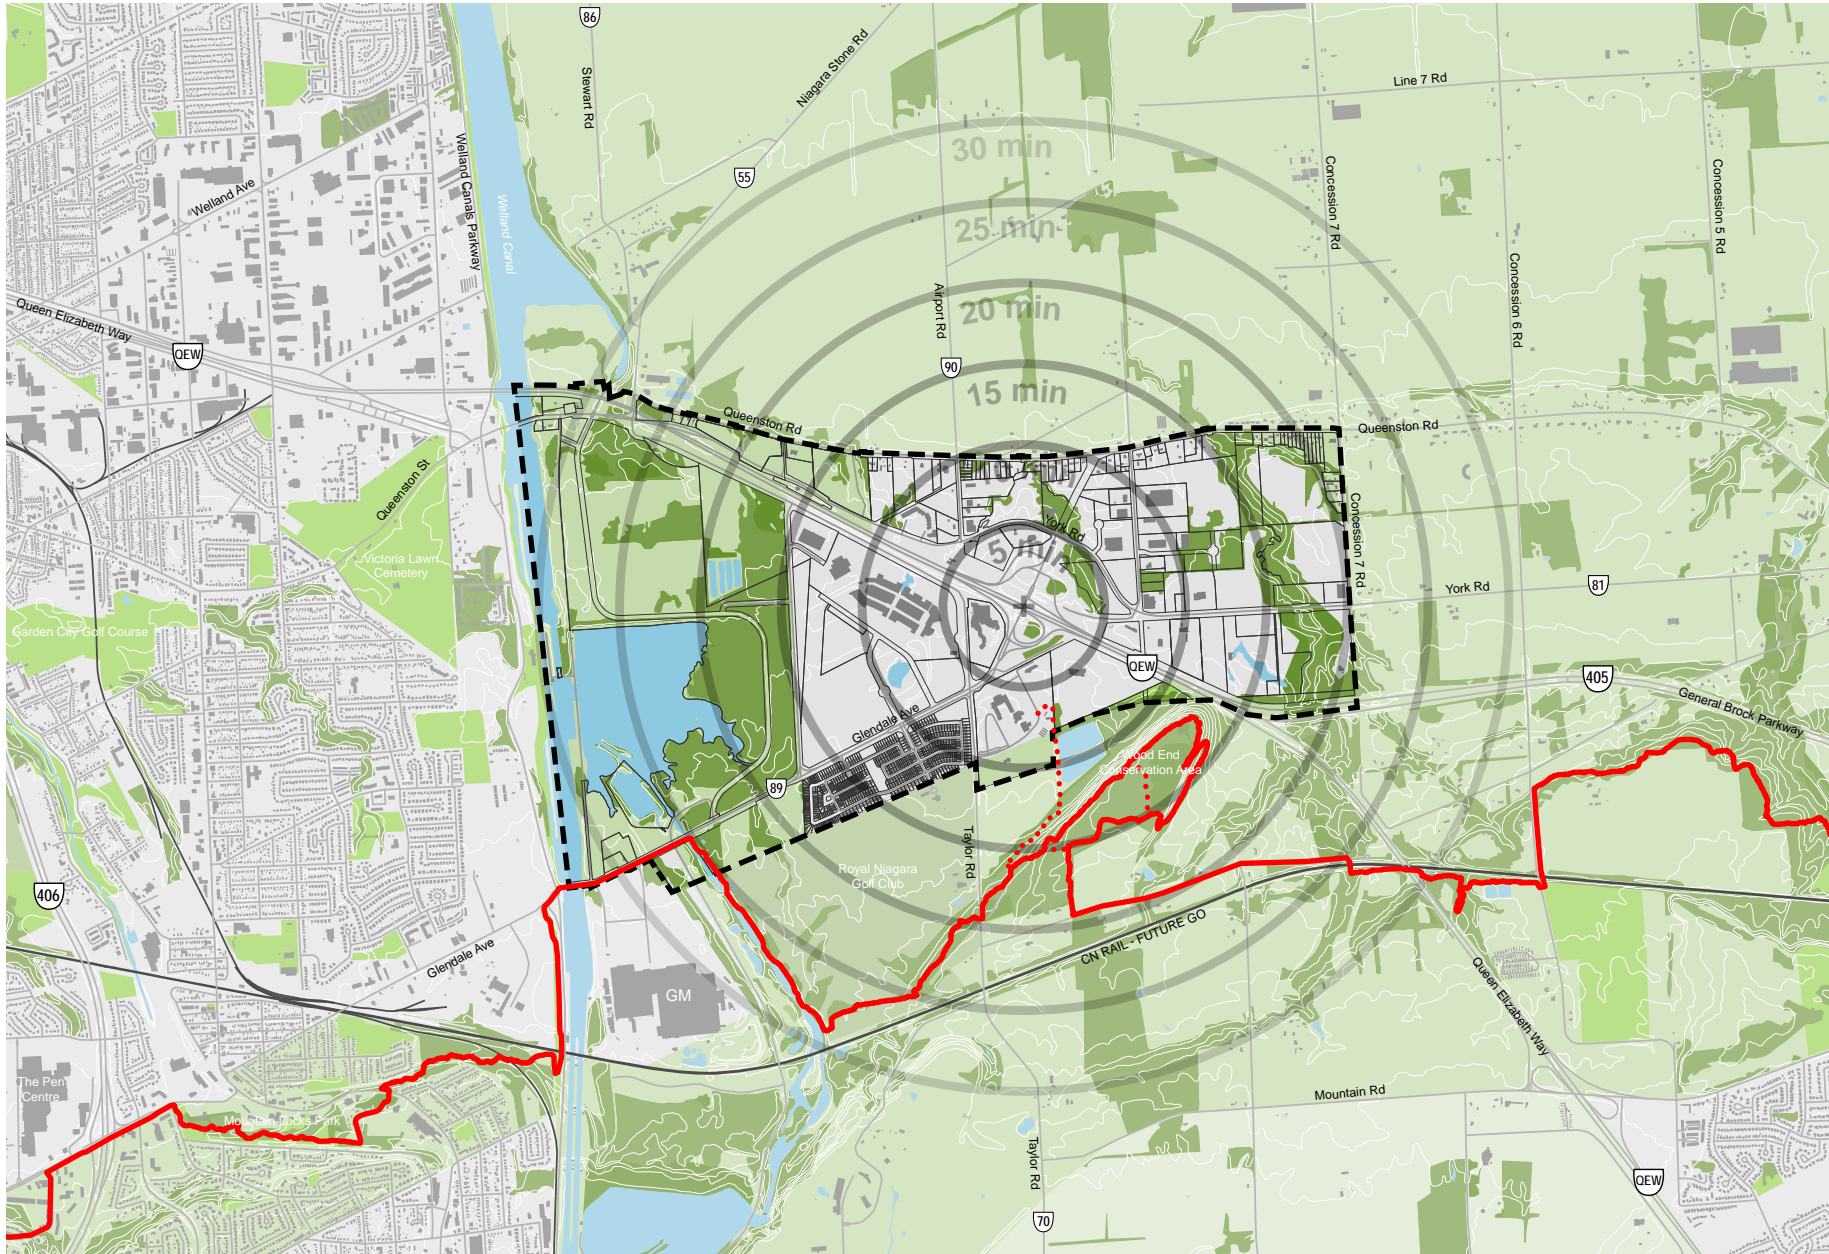 86
Stewart Rd
Niagara Stone Rd
Line 7 Rd
30 min
Welland Canals Parkway
Welland Canal
Welland Ave
55
Concession 7 Rd
Concession 5 Rd
25 min
Concession 6 Rd
Airport Rd
20 min
Queen Elizabeth Way
QEW
90
15 min
Queenston Rd
Queenston Rd
Queenston St
Concession 7 Rd
York Rd
5 min
Victoria Lawn
Cemetery
York Rd
81
Garden City Golf Course
QEW
405
General Brock Parkway
Glendale Ave
Wood End
Conservation Area
89
Taylor Rd
Royal Niagara
Golf Club
406
CN RAIL - FUTURE GO
Glendale Ave
Queen Elizabeth Way
GM
The Pen
Centre
Mountain Rd
Mountain Locks Park
Taylor Rd
QEW
70